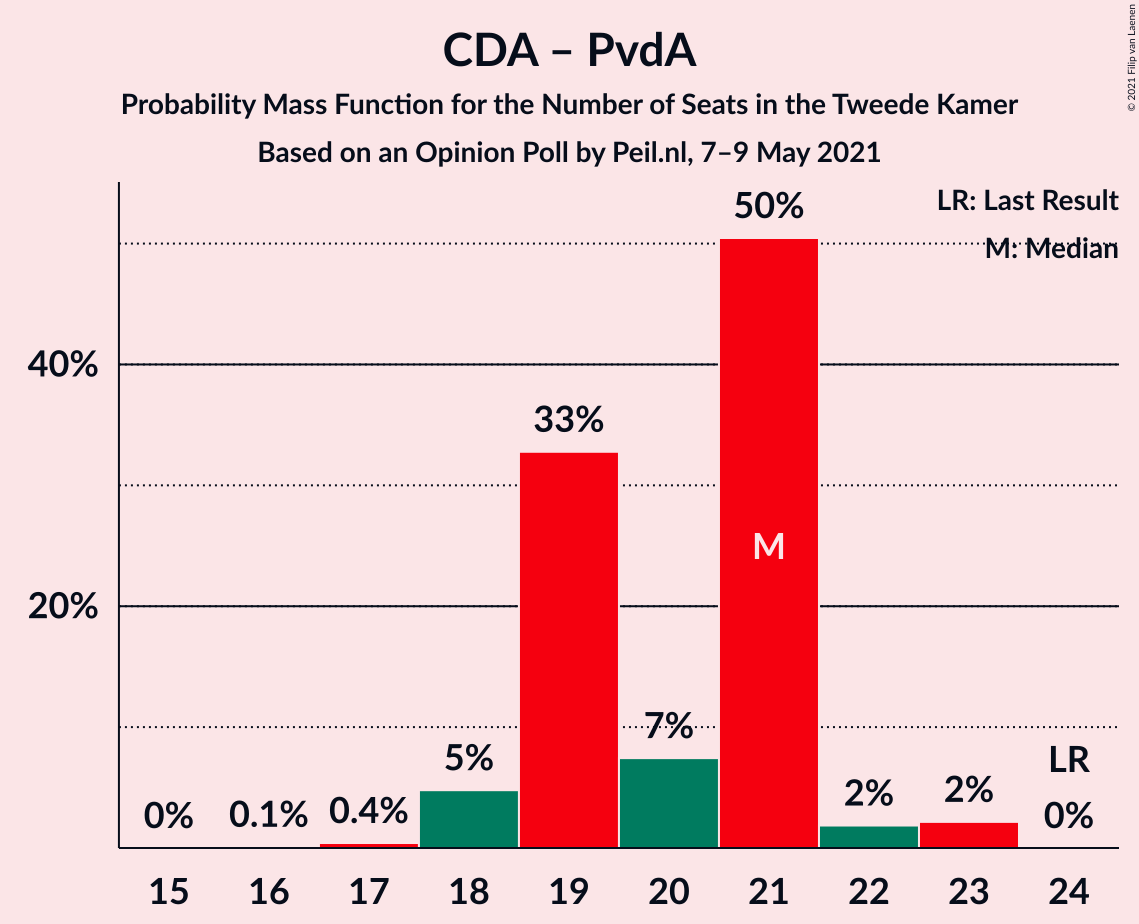 CDA – PvdA
Probability Mass Function for the Number of Seats in the Tweede Kamer
Based on an Opinion Poll by Peil.nl, 7–9 May 2021
© 2021 Filip van Laenen
LR: Last Result
M: Median
50%
40%
33%
M
20%
7%
5%
LR
0%
0.1%
0.4%
2%
2%
0%
15 16 17 18 19 20 21 22 23 24